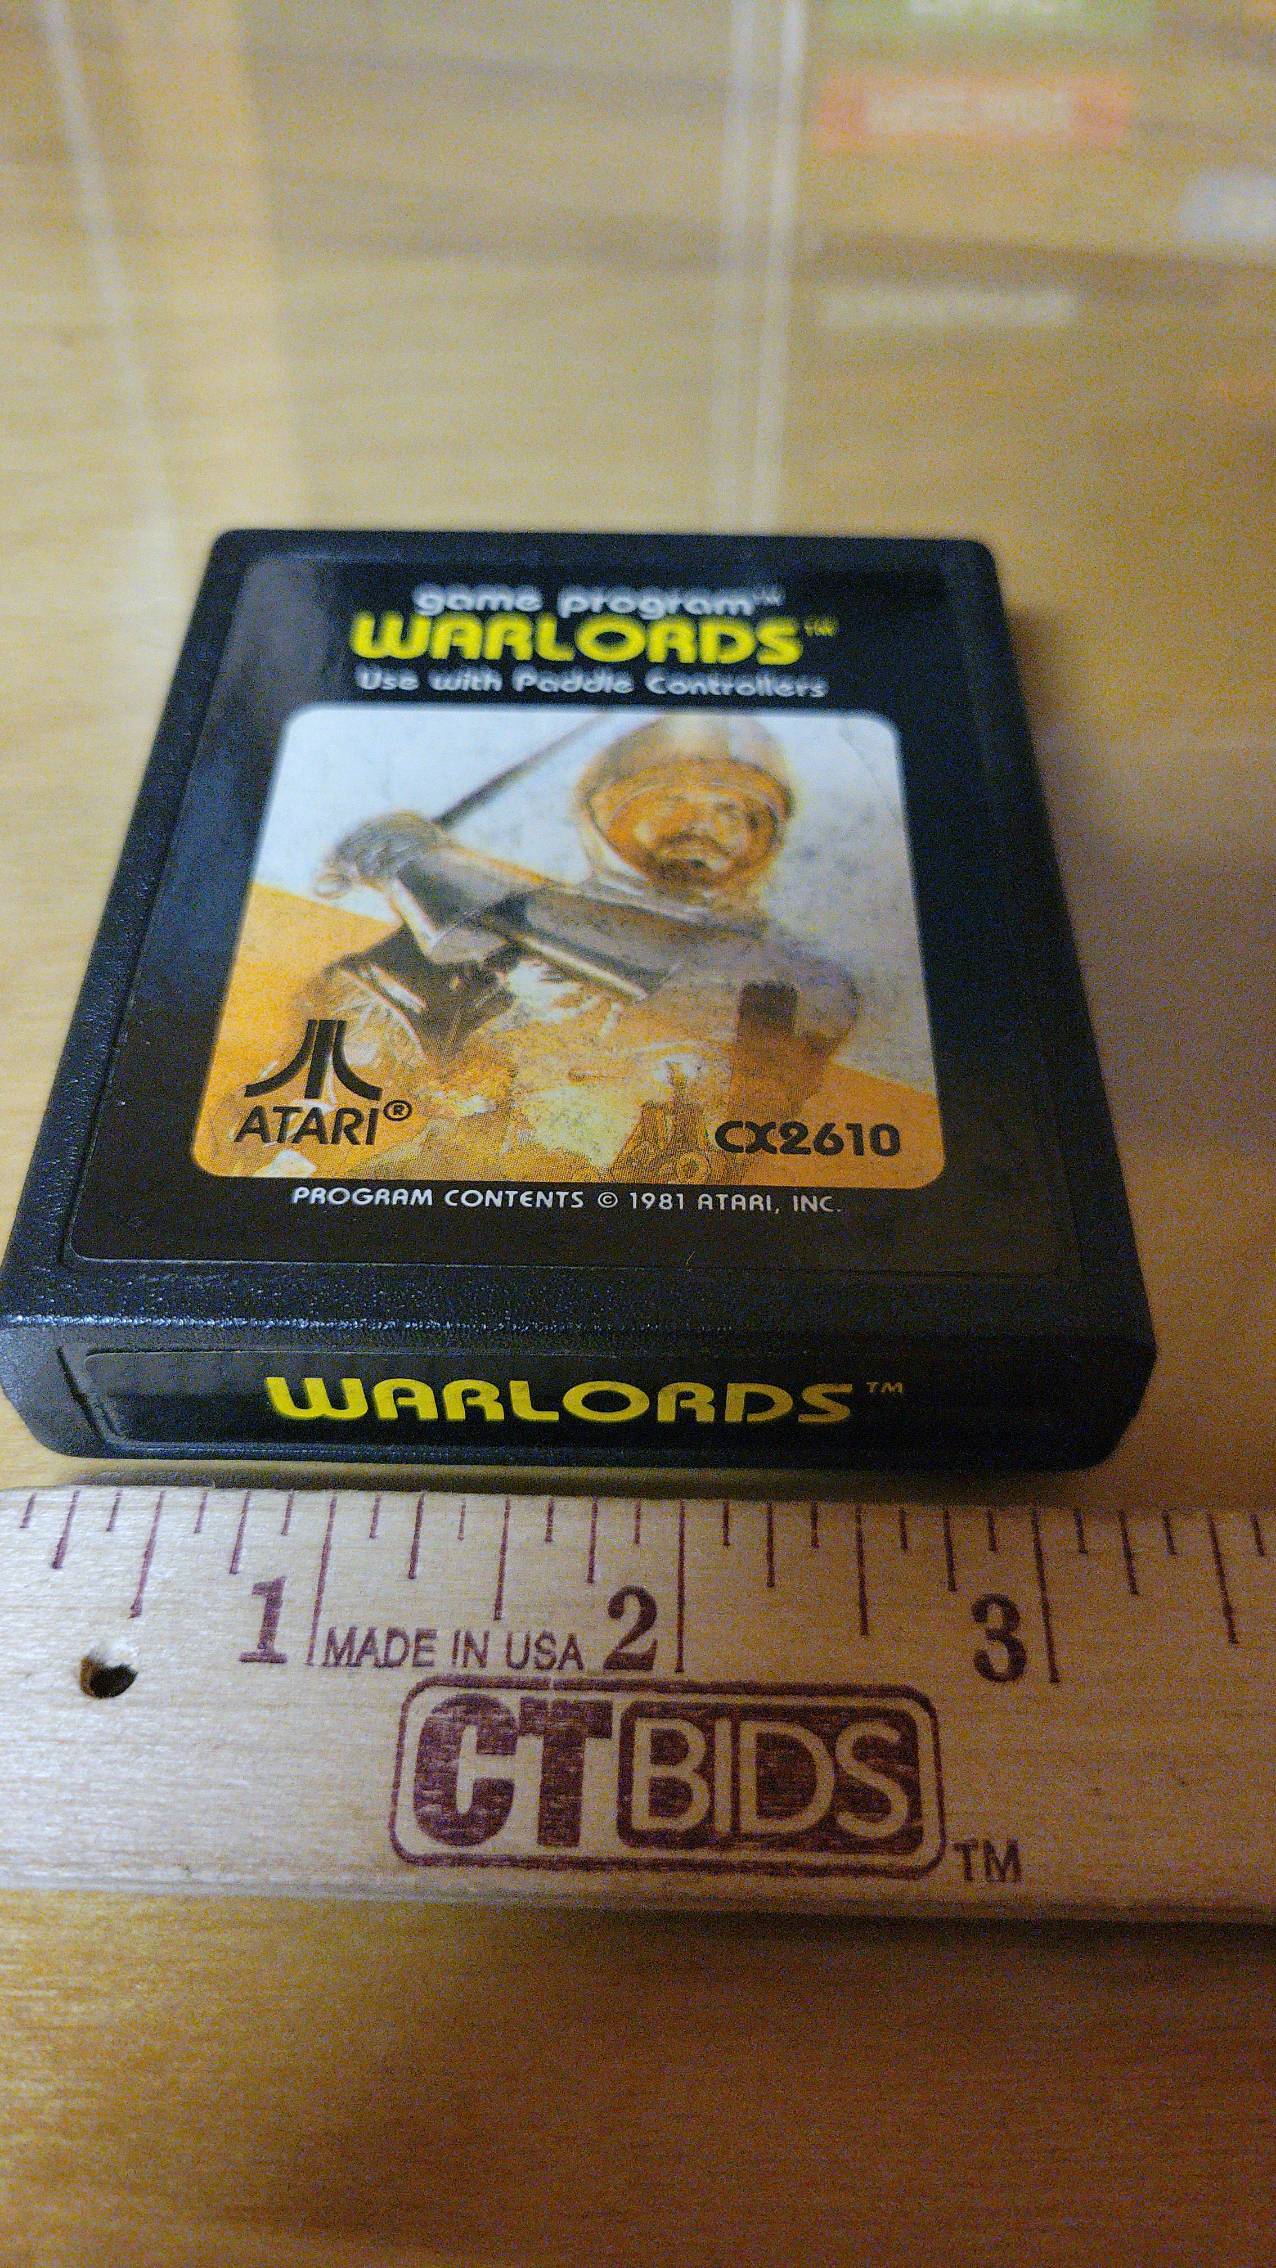 game program™
WARLORDS™
Use with Paddle Controllers
ATARI®
CX2610
PROGRAM CONTENTS © 1981 ATARI, INC.
WARLORDS™
1 2 3
MADE IN USA
CTBIDS™